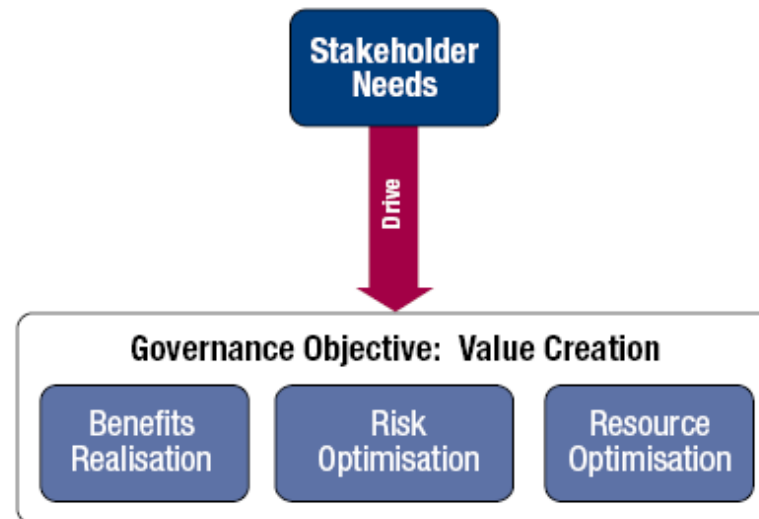 Stakeholder
Needs
Drive
Governance Objective: Value Creation
Benefits
Realisation
Risk
Optimisation
Resource
Optimisation